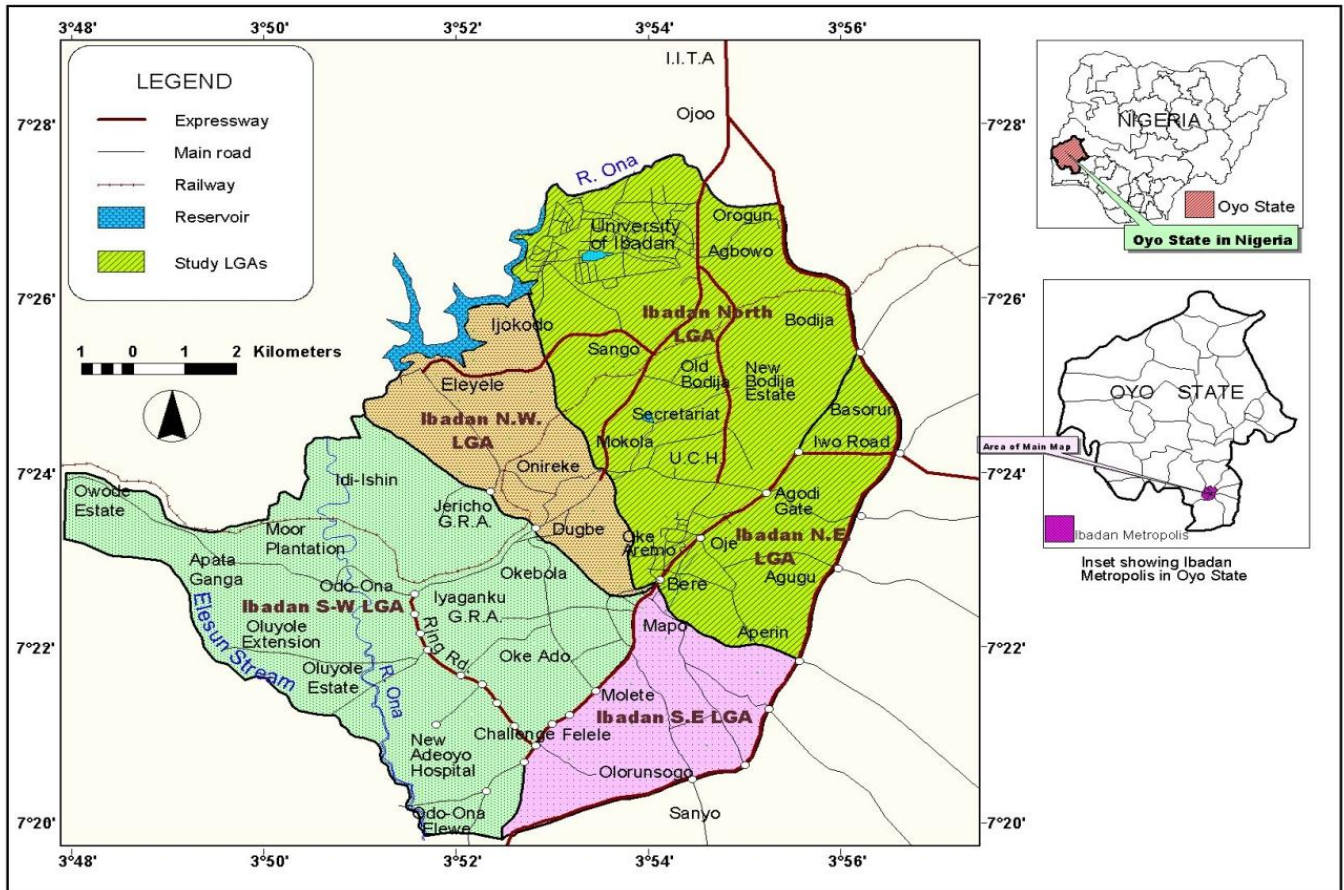 3°48'
3°50'
3°52'
3°54'
3°56'
LEGEND
Expressway
Main road
Railway
Reservoir
Study LGAs
7°28'
7°26'
7°24'
7°22'
7°20'
1 0 1 2 Kilometers
I.I.T.A
Ojoo
R. Ona
University
of Ibadan
Orogun
Agbowo
Ibadan North
LGA
Bodija
Ijokodo
Sango
Old
Bodija
New
Bodija
Estate
Eleyele
Secretariat
Basorun
Ibadan N.W.
LGA
Mokola
Iwo Road
U.C.H
Onireke
Idi-Ishin
Jericho
G.R.A.
Agodi
Gate
Owode
Estate
Dugbe
Moor
Plantation
Oke
Aremo
Oje
Ibadan N.E.
LGA
Apata
Ganga
Okebola
Bere
Agugu
Odo-Ona
Iyaganku
G.R.A.
Ibadan S-W LGA
Mapo
Aperin
Elesun Stream
Oluyole
Extension
Ring Rd.
Oke Ado
Oluyole
Estate
R. Ona
Molete
Ibadan S.E LGA
Challenge
Felele
New
Adeoyo
Hospital
Olorunsogo
Odo-Ona
Elewe
Sanyo
7°28'
7°26'
7°24'
7°22'
7°20'
3°48'
3°50'
3°52'
3°54'
3°56'
NIGERIA
Oyo State
Oyo State in Nigeria
OYO STATE
Area of Main Map
Ibadan Metropolis
Inset showing Ibadan
Metropolis in Oyo State